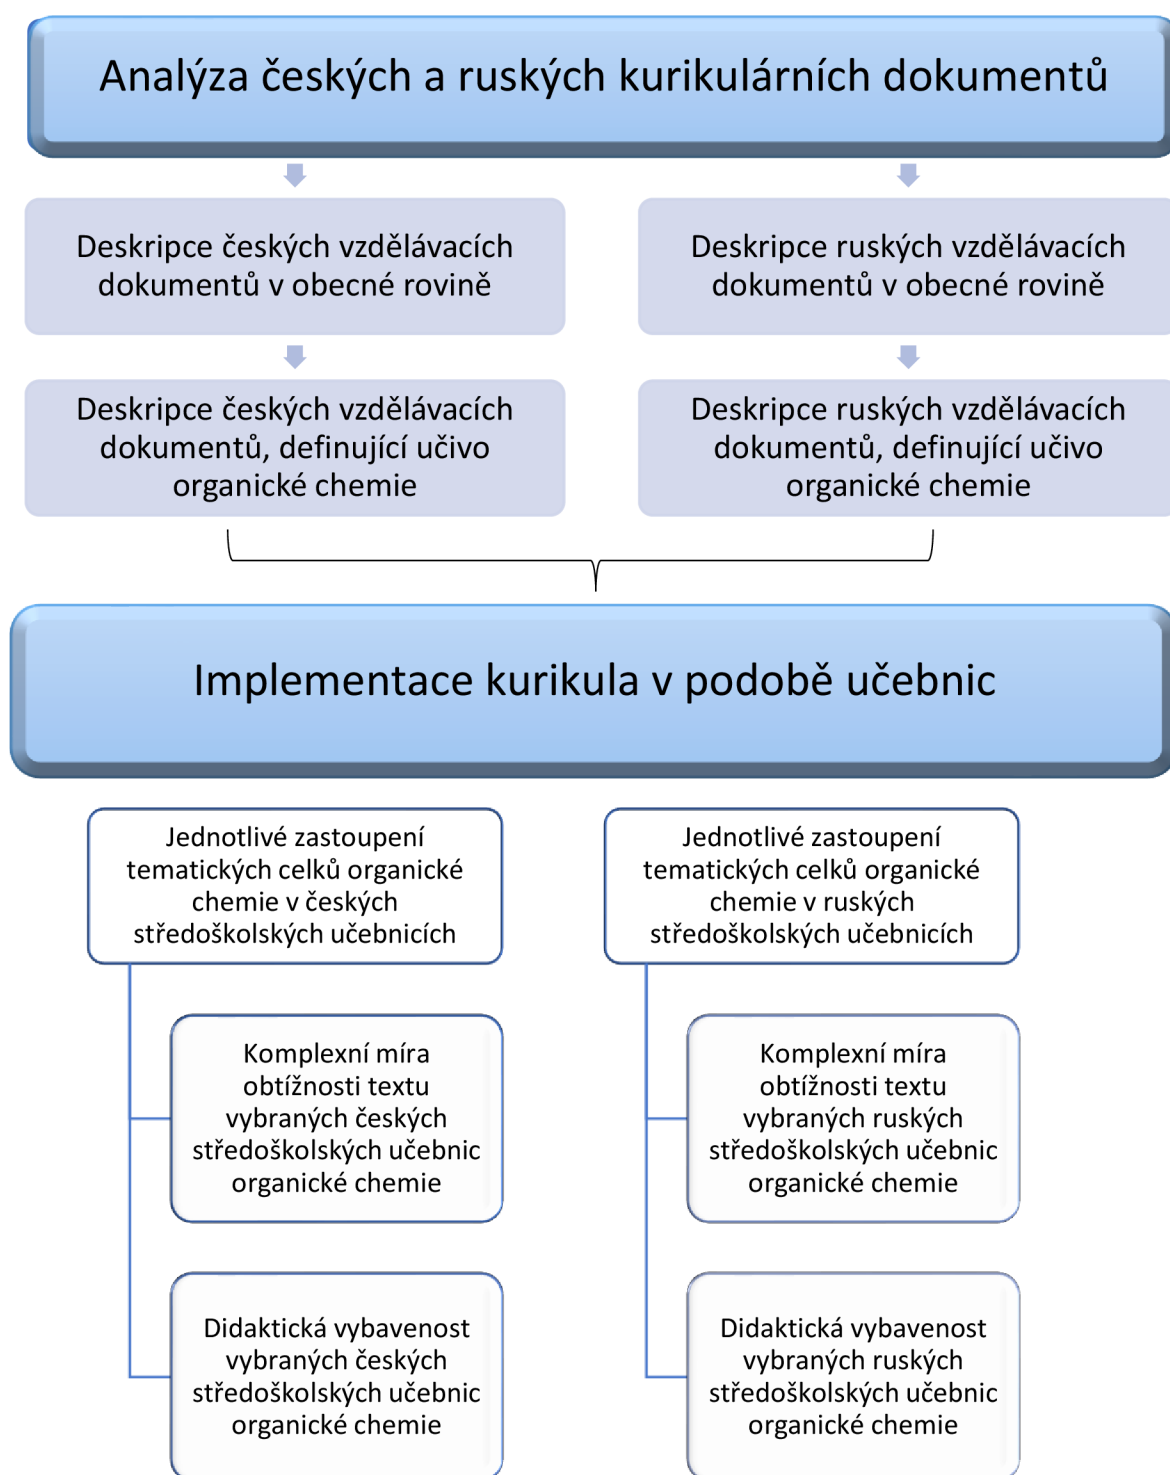 Analýza českých a ruských kurikulárních dokumentů
Deskripce českých vzdělávacích
dokumentů v obecné rovině
Deskripce ruských vzdělávacích
dokumentů v obecné rovině
Deskripce českých vzdělávacích
dokumentů, definující učivo
organické chemie
Deskripce ruských vzdělávacích
dokumentů, definující učivo
organické chemie
Implementace kurikula v podobě učebnic
Jednotlivé zastoupení
tematických celků organické
chemie v českých
středoškolských učebnicích
Jednotlivé zastoupení
tematických celků organické
chemie v ruských
středoškolských učebnicích
Komplexní míra
obtížnosti textu
vybraných českých
středoškolských učebnic
organické chemie
Komplexní míra
obtížnosti textu
vybraných ruských
středoškolských učebnic
organické chemie
Didaktická vybavenost
vybraných českých
středoškolských učebnic
organické chemie
Didaktická vybavenost
vybraných ruských
středoškolských učebnic
organické chemie